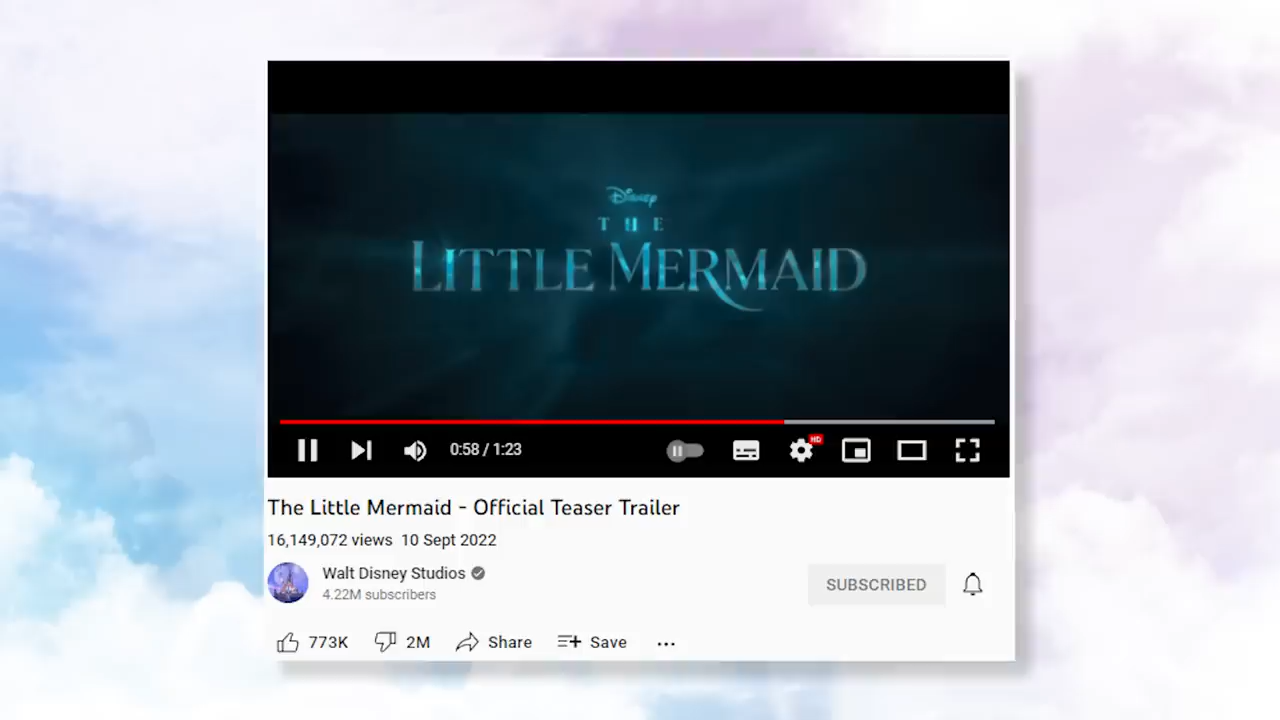 Disney
THE
LITTLE MERMAID
0:58 / 1:23
HD
The Little Mermaid - Official Teaser Trailer
16,149,072 views 10 Sept 2022
Walt Disney Studios
4.22M subscribers
SUBSCRIBED
773K 2M Share Save